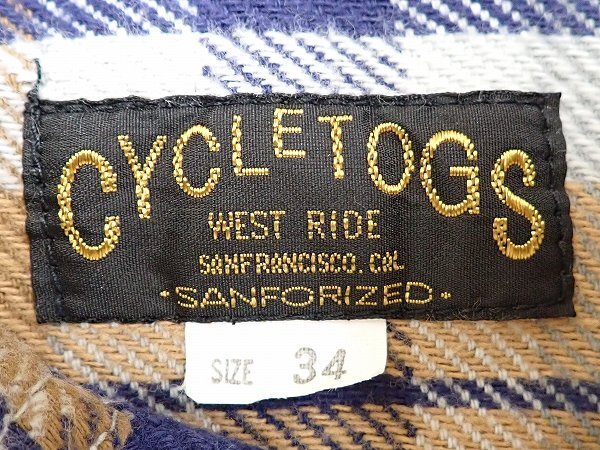 CYCLETOGS
WEST RIDE
SANFRANCISCO. CAL
·SANFORIZED·
SIZE 34